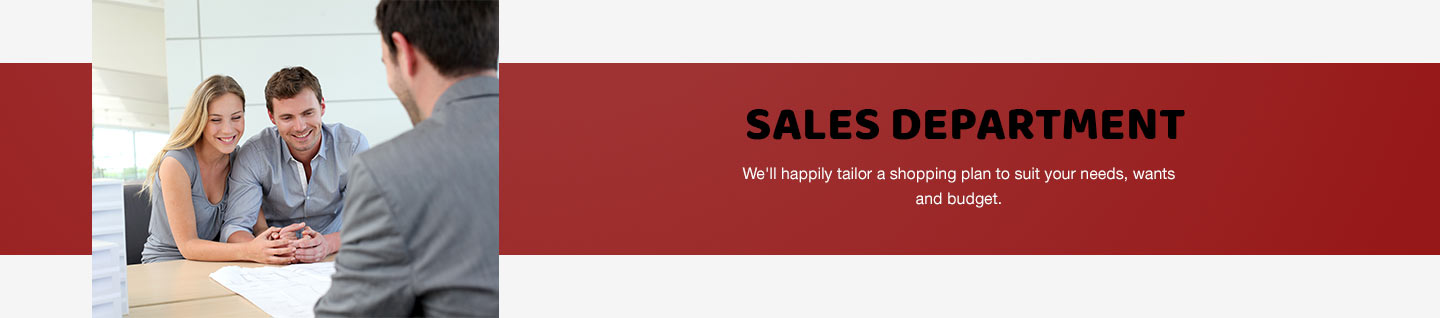 SALES DEPARTMENT
We'll happily tailor a shopping plan to suit your needs, wants
and budget.